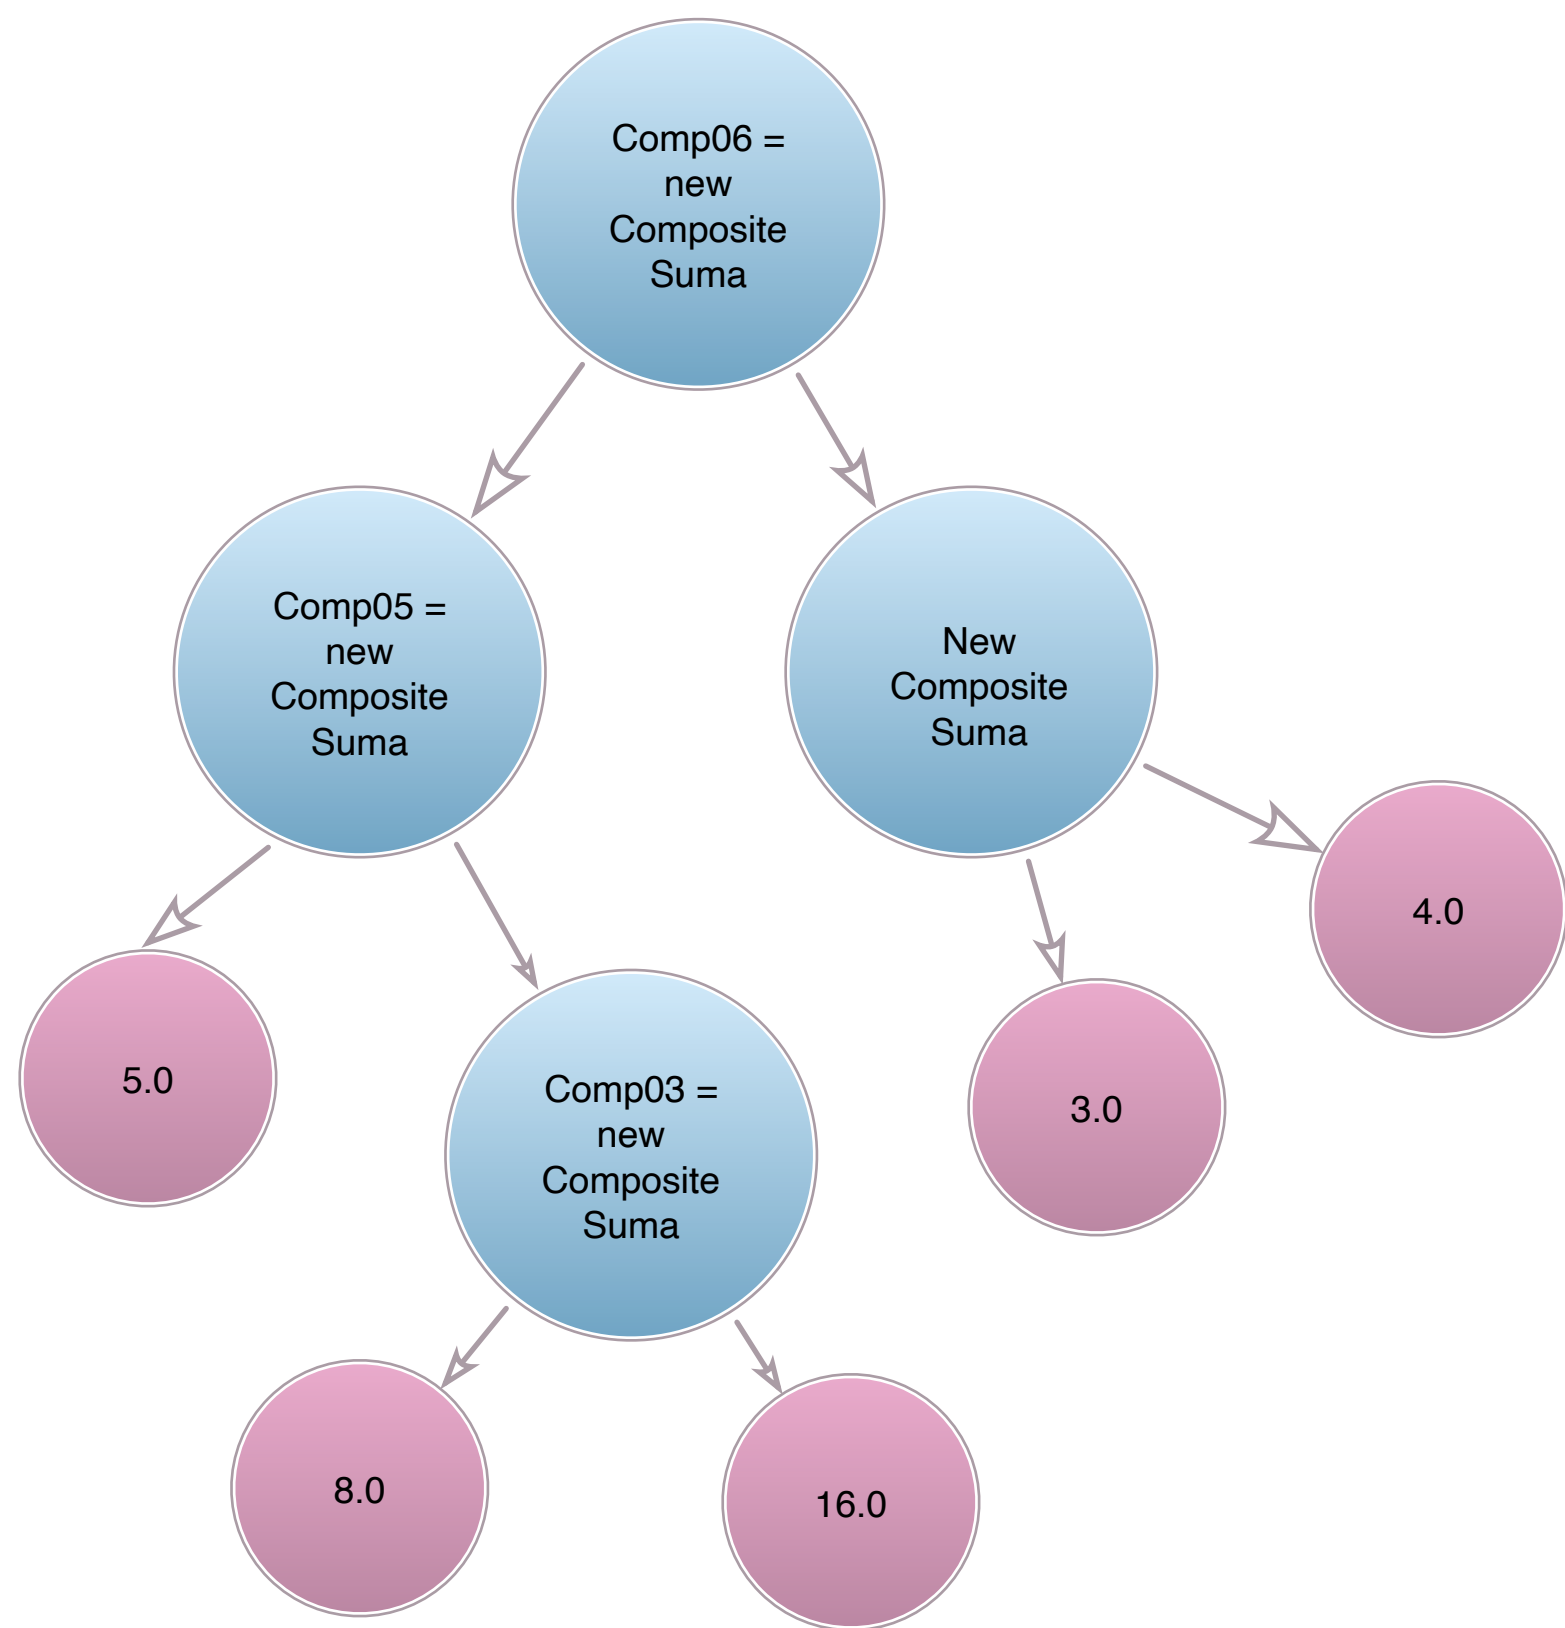 Comp06 =
new
Composite
Suma
Comp05 =
new
Composite
Suma
New
Composite
Suma
4.0
5.0
3.0
Comp03 =
new
Composite
Suma
8.0
16.0